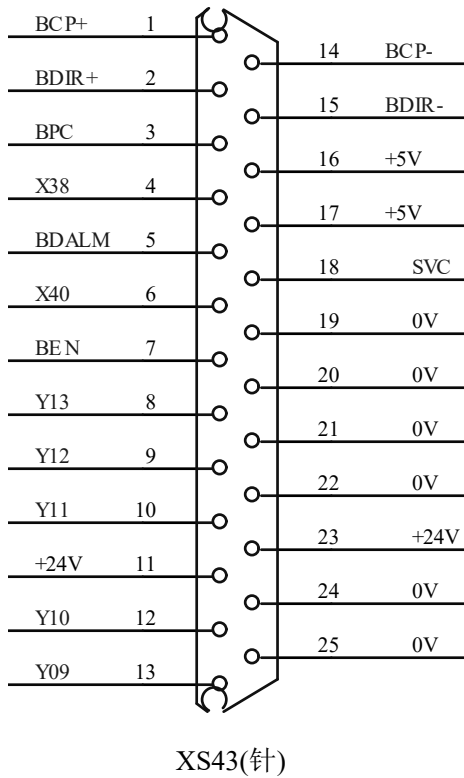 BCP+ 1
14 BCP-
BDIR+ 2
15 BDIR-
BPC 3
16 +5V
X38 4
17 +5V
BDALM 5
18 SVC
X40 6
19 0V
BEN 7
20 0V
Y13 8
21 0V
Y12 9
22 0V
Y11 10
23 +24V
+24V 11
24 0V
Y10 12
25 0V
Y09 13
XS43(针)